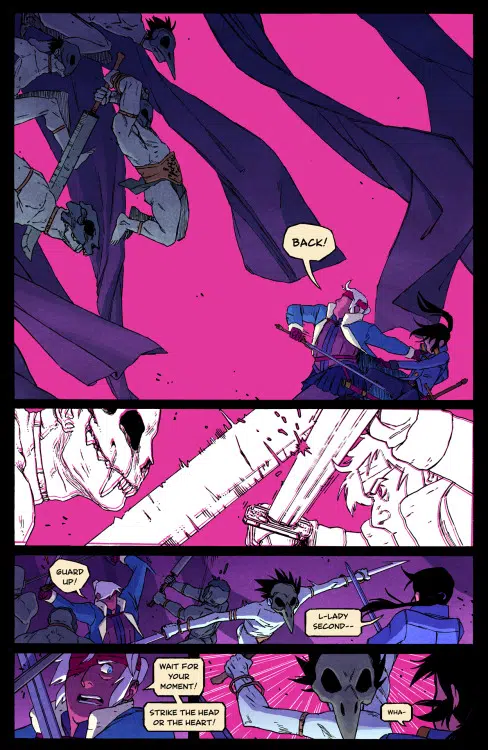 BACK!
GUARD
UP!
L-LADY
SECOND--
WAIT FOR
YOUR
MOMENT!
STRIKE THE HEAD
OR THE HEART!
WHA-